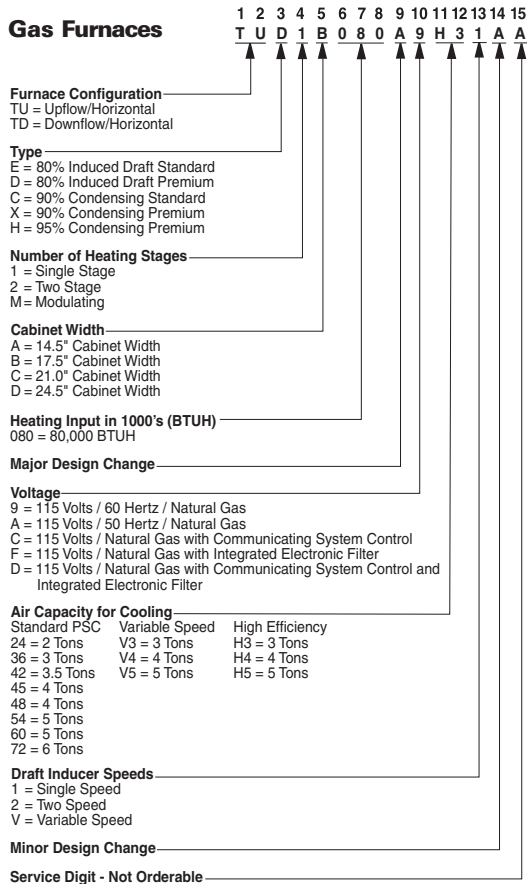 Gas Furnaces
1 2 3 4 5 6 7 8 9 10 11 12 13 14 15
T U D 1 B 0 8 0 A 9 H 3 1 A A
Furnace Configuration
TU = Upflow/Horizontal
TD = Downflow/Horizontal
Type
E = 80% Induced Draft Standard
D = 80% Induced Draft Premium
C = 90% Condensing Standard
X = 90% Condensing Premium
H = 95% Condensing Premium
Number of Heating Stages
1 = Single Stage
2 = Two Stage
M = Modulating
Cabinet Width
A = 14.5" Cabinet Width
B = 17.5" Cabinet Width
C = 21.0" Cabinet Width
D = 24.5" Cabinet Width
Heating Input in 1000's (BTUH)
080 = 80,000 BTUH
Major Design Change
Voltage
9 = 115 Volts / 60 Hertz / Natural Gas
A = 115 Volts / 50 Hertz / Natural Gas
C = 115 Volts / Natural Gas with Communicating System Control
F = 115 Volts / Natural Gas with Integrated Electronic Filter
D = 115 Volts / Natural Gas with Communicating System Control and
Integrated Electronic Filter
Air Capacity for Cooling
Standard PSC Variable Speed High Efficiency
24 = 2 Tons V3 = 3 Tons H3 = 3 Tons
36 = 3 Tons V4 = 4 Tons H4 = 4 Tons
42 = 3.5 Tons V5 = 5 Tons H5 = 5 Tons
45 = 4 Tons
48 = 4 Tons
54 = 5 Tons
60 = 5 Tons
72 = 6 Tons
Draft Inducer Speeds
1 = Single Speed
2 = Two Speed
V = Variable Speed
Minor Design Change
Service Digit - Not Orderable